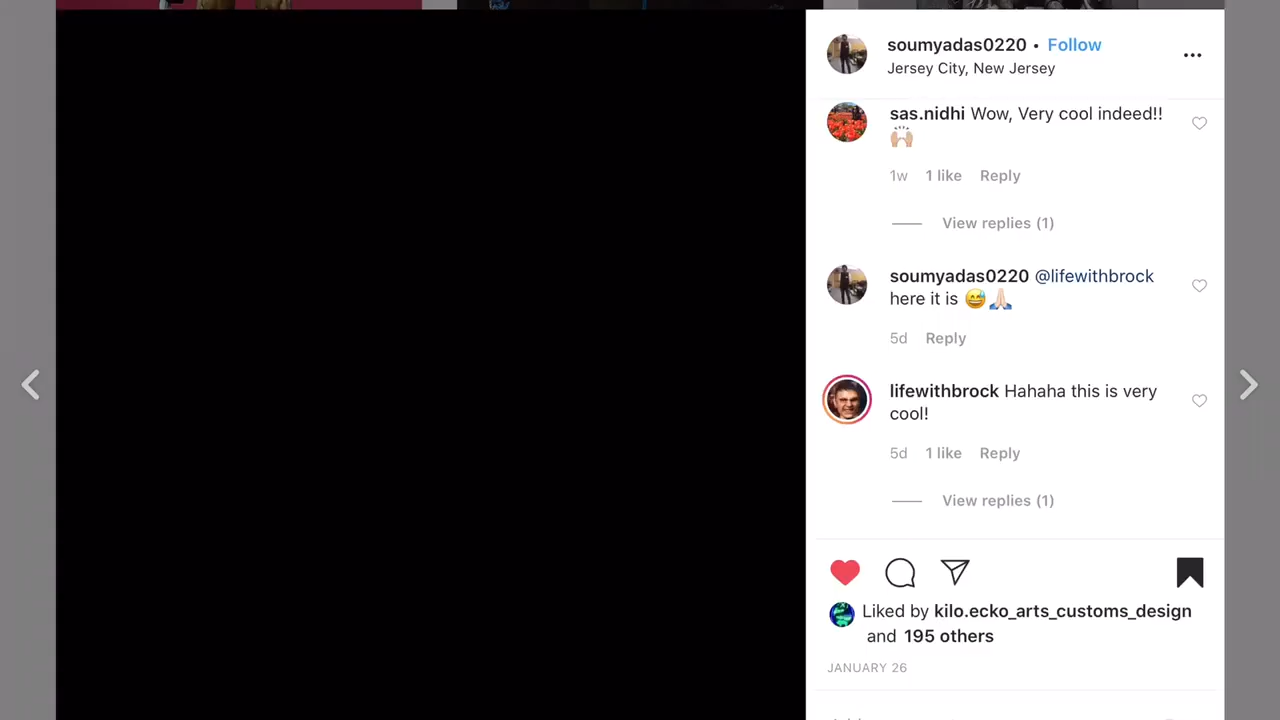 soumyadas0220 • Follow
Jersey City, New Jersey
sas.nidhi Wow, Very cool indeed!!
🙌🏼
1w 1 like Reply
View replies (1)
soumyadas0220 @lifewithbrock
here it is 😅🙏🏻
5d Reply
lifewithbrock Hahaha this is very
cool!
5d 1 like Reply
View replies (1)
Liked by kilo.ecko_arts_customs_design
and 195 others
JANUARY 26